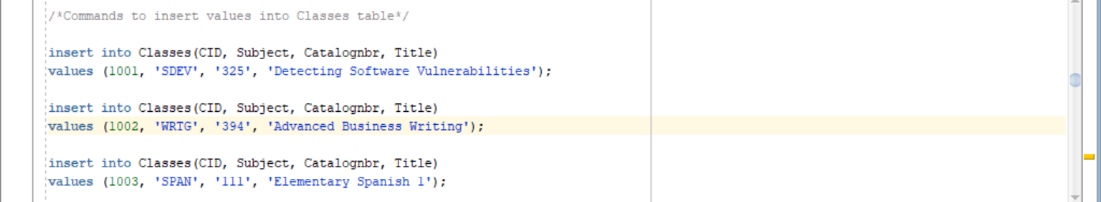 /*Commands to insert values into Classes table*/
insert into Classes(CID, Subject, Catalognbr, Title)
values (1001, 'SDEV', '325', 'Detecting Software Vulnerabilities');
insert into Classes(CID, Subject, Catalognbr, Title)
values (1002, 'WRTG', '394', 'Advanced Business Writing');
insert into Classes(CID, Subject, Catalognbr, Title)
values (1003, 'SPAN', '111', 'Elementary Spanish 1');